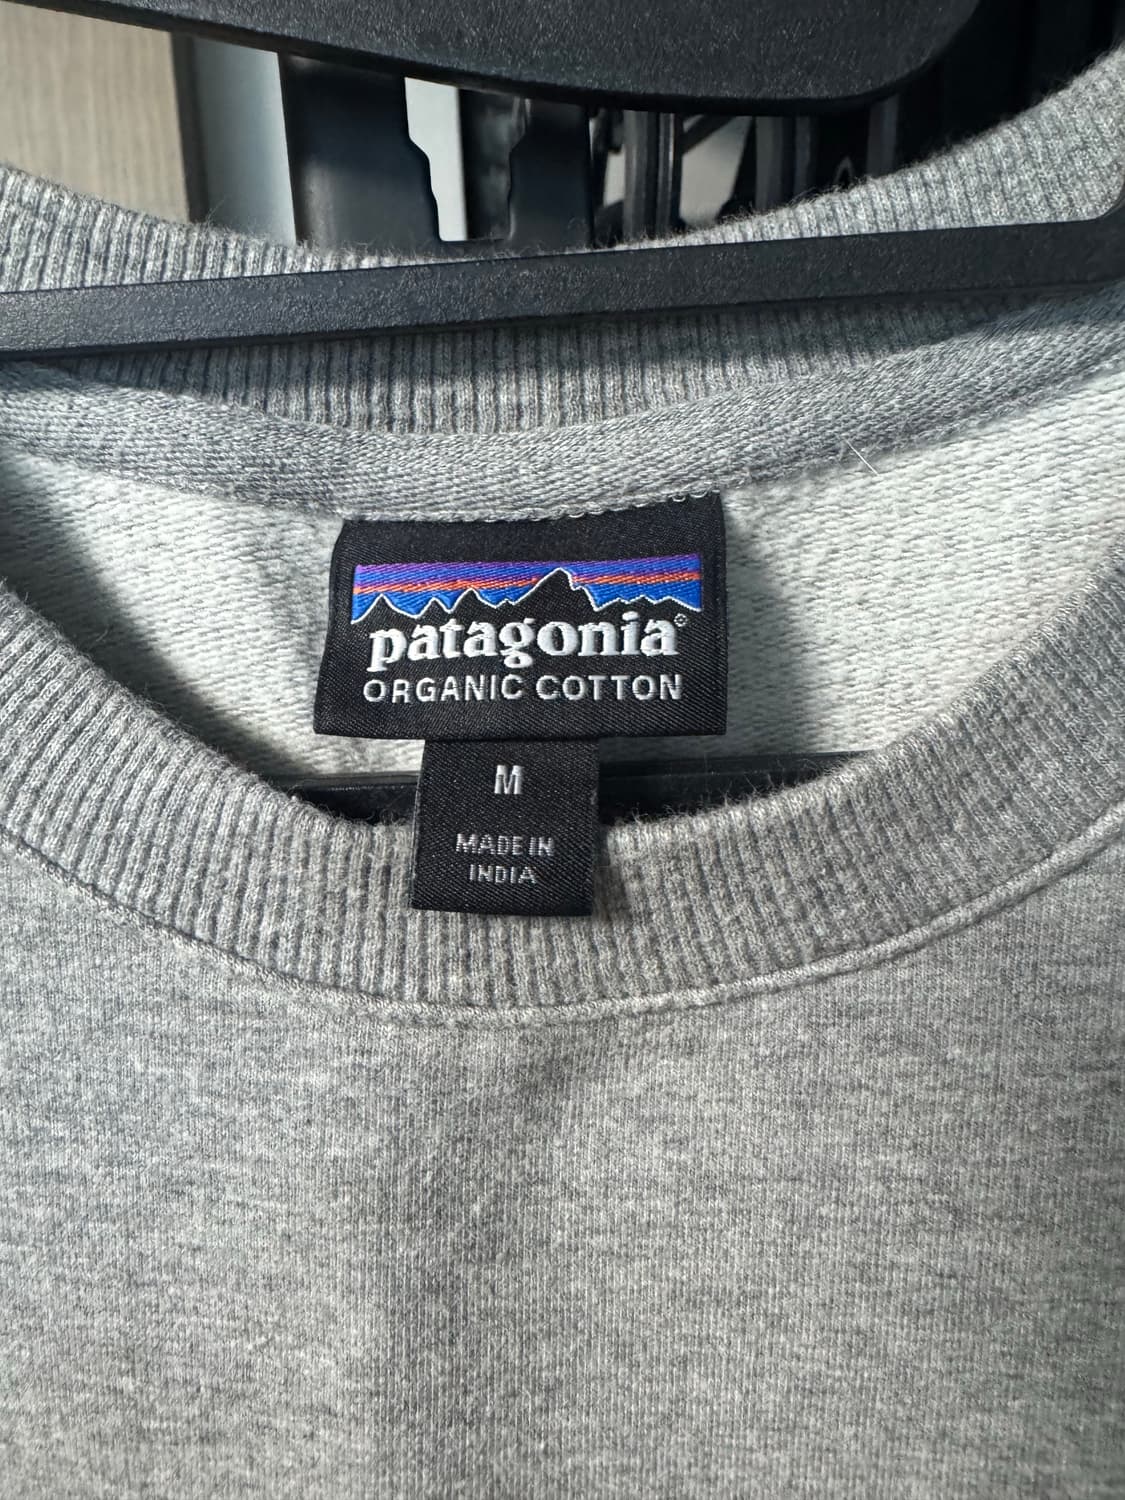 patagonia®
ORGANIC COTTON
M
MADE IN
INDIA